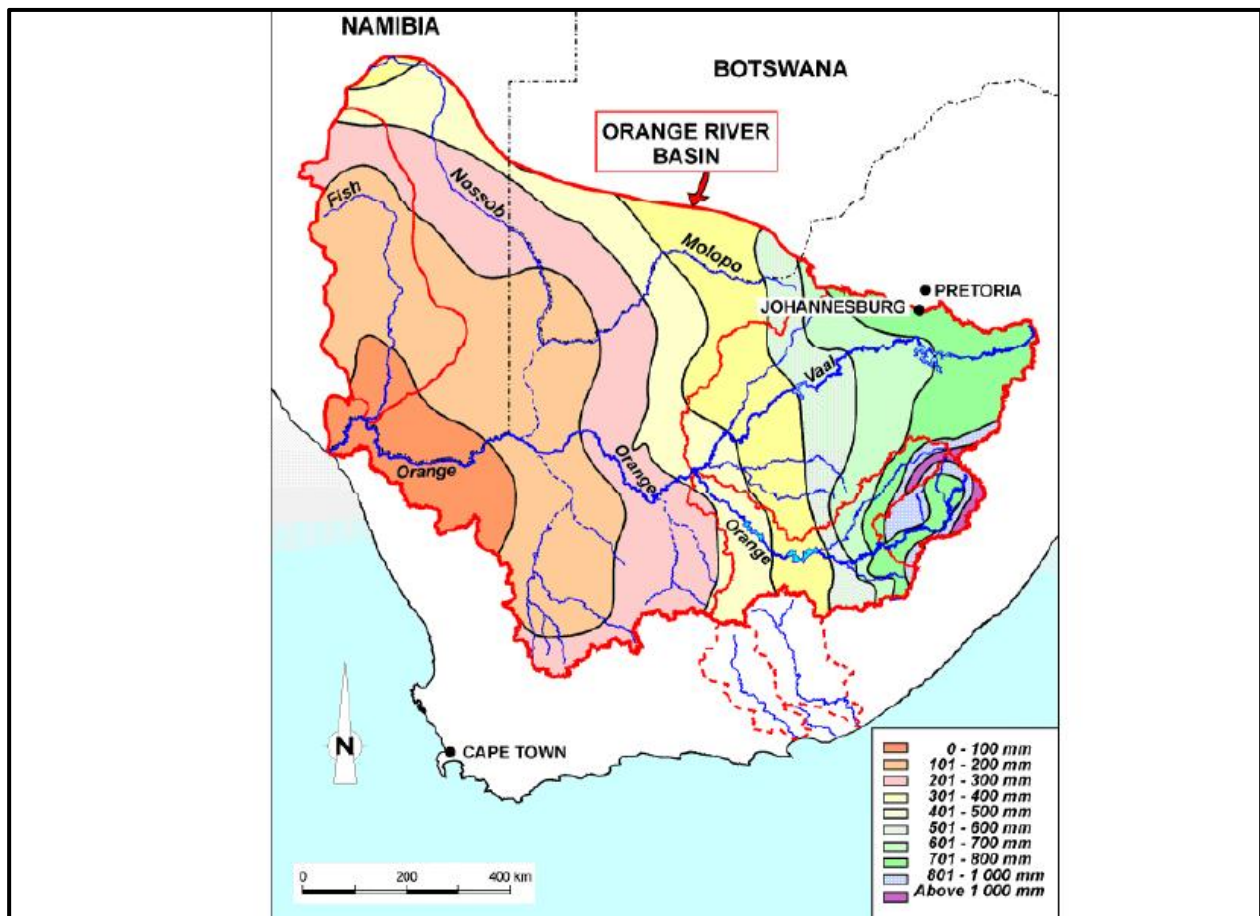 NAMIBIA
BOTSWANA
ORANGE RIVER
BASIN
Fish
Nossob
Molopo
PRETORIA
JOHANNESBURG
Vaal
Orange
Orange
Orange
N
CAPE TOWN
0 200 400 km
0 - 100 mm
101 - 200 mm
201 - 300 mm
301 - 400 mm
401 - 500 mm
501 - 600 mm
601 - 700 mm
701 - 800 mm
801 - 1 000 mm
Above 1 000 mm